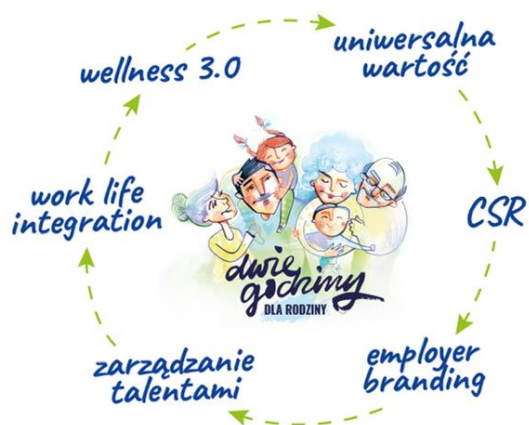 uniwersalna
wartość
wellness 3.0
work life
integration
CSR
dwie
godziny
DLA RODZINY
zarządzanie
talentami
employer
branding